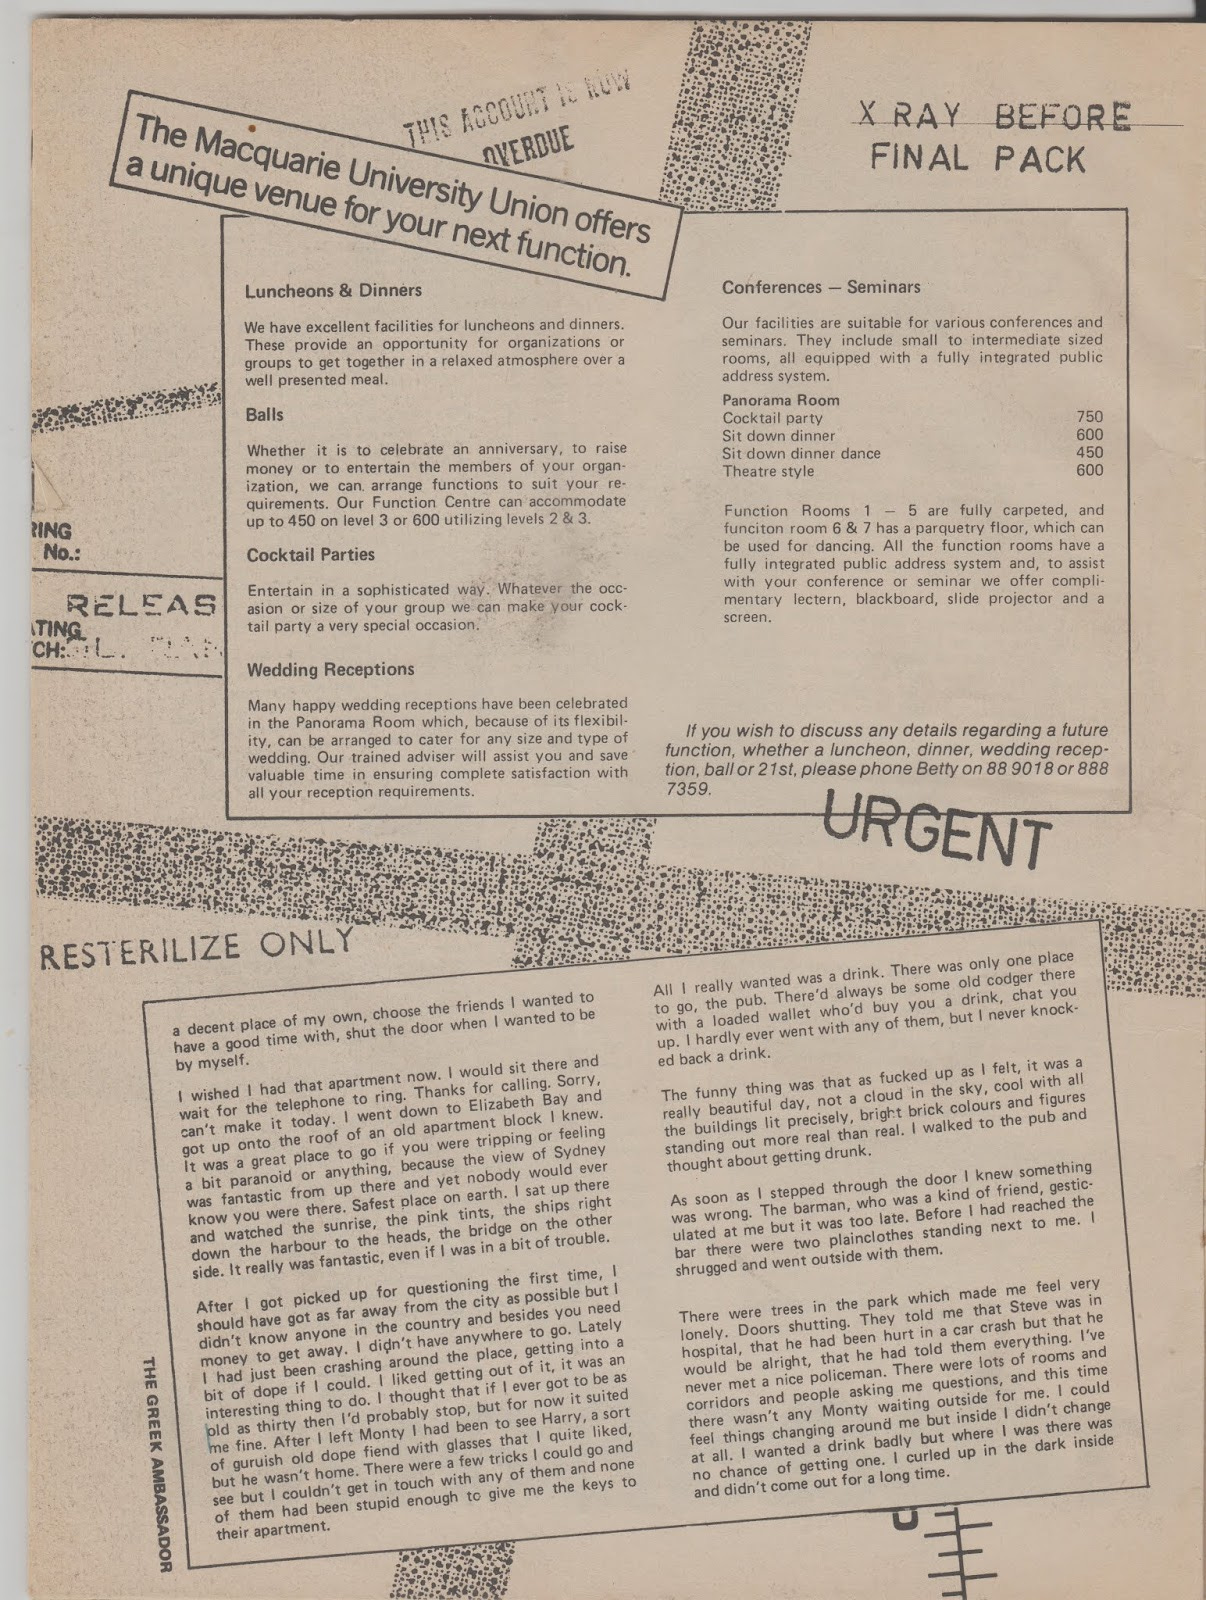 THIS ACCOUNT IS NOW
OVERDUE
X RAY BEFORE
FINAL PACK
The Macquarie University Union offers
a unique venue for your next function.
Luncheons & Dinners
We have excellent facilities for luncheons and dinners.
These provide an opportunity for organizations or
groups to get together in a relaxed atmosphere over a
well presented meal.
Balls
Whether it is to celebrate an anniversary, to raise
money or to entertain the members of your organ-
ization, we can arrange functions to suit your re-
quirements. Our Function Centre can accommodate
up to 450 on level 3 or 600 utilizing levels 2 & 3.
Cocktail Parties
Entertain in a sophisticated way. Whatever the occ-
asion or size of your group we can make your cock-
tail party a very special occasion.
Wedding Receptions
Many happy wedding receptions have been celebrated
in the Panorama Room which, because of its flexibil-
ity, can be arranged to cater for any size and type of
wedding. Our trained adviser will assist you and save
valuable time in ensuring complete satisfaction with
all your reception requirements.
Conferences — Seminars
Our facilities are suitable for various conferences and
seminars. They include small to intermediate sized
rooms, all equipped with a fully integrated public
address system.
Panorama Room
Cocktail party 750
Sit down dinner 600
Sit down dinner dance 450
Theatre style 600
Function Rooms 1 — 5 are fully carpeted, and
funciton room 6 & 7 has a parquetry floor, which can
be used for dancing. All the function rooms have a
fully integrated public address system and, to assist
with your conference or seminar we offer compli-
mentary lectern, blackboard, slide projector and a
screen.
If you wish to discuss any details regarding a future
function, whether a luncheon, dinner, wedding recep-
tion, ball or 21st, please phone Betty on 88 9018 or 888
7359.
RING
No.:
RELEAS
ATING
CH:
URGENT
RESTERILIZE ONLY
a decent place of my own, choose the friends I wanted to
have a good time with, shut the door when I wanted to be
by myself.
I wished I had that apartment now. I would sit there and
wait for the telephone to ring. Thanks for calling. Sorry,
can't make it today. I went down to Elizabeth Bay and
got up onto the roof of an old apartment block I knew.
It was a great place to go if you were tripping or feeling
a bit paranoid or anything, because the view of Sydney
was fantastic from up there and yet nobody would ever
know you were there. Safest place on earth. I sat up there
and watched the sunrise, the pink tints, the ships right
down the harbour to the heads, the bridge on the other
side. It really was fantastic, even if I was in a bit of trouble.
After I got picked up for questioning the first time, I
should have got as far away from the city as possible but I
didn't know anyone in the country and besides you need
money to get away. I didn't have anywhere to go. Lately
I had just been crashing around the place, getting into a
bit of dope if I could. I liked getting out of it, it was an
interesting thing to do. I thought that if I ever got to be as
old as thirty then I'd probably stop, but for now it suited
me fine. After I left Monty I had been to see Harry, a sort
of guruish old dope fiend with glasses that I quite liked,
but he wasn't home. There were a few tricks I could go and
see but I couldn't get in touch with any of them and none
of them had been stupid enough to give me the keys to
their apartment.
All I really wanted was a drink. There was only one place
to go, the pub. There'd always be some old codger there
with a loaded wallet who'd buy you a drink, chat you
up. I hardly ever went with any of them, but I never knock-
ed back a drink.
The funny thing was that as fucked up as I felt, it was a
really beautiful day, not a cloud in the sky, cool with all
the buildings lit precisely, bright brick colours and figures
standing out more real than real. I walked to the pub and
thought about getting drunk.
As soon as I stepped through the door I knew something
was wrong. The barman, who was a kind of friend, gestic-
ulated at me but it was too late. Before I had reached the
bar there were two plainclothes standing next to me. I
shrugged and went outside with them.
There were trees in the park which made me feel very
lonely. Doors shutting. They told me that Steve was in
hospital, that he had been hurt in a car crash but that he
would be alright, that he had told them everything. I've
never met a nice policeman. There were lots of rooms and
corridors and people asking me questions, and this time
there wasn't any Monty waiting outside for me. I could
feel things changing around me but inside I didn't change
at all. I wanted a drink badly but where I was there was
no chance of getting one. I curled up in the dark inside
and didn't come out for a long time.
THE GREEK AMBASSADOR